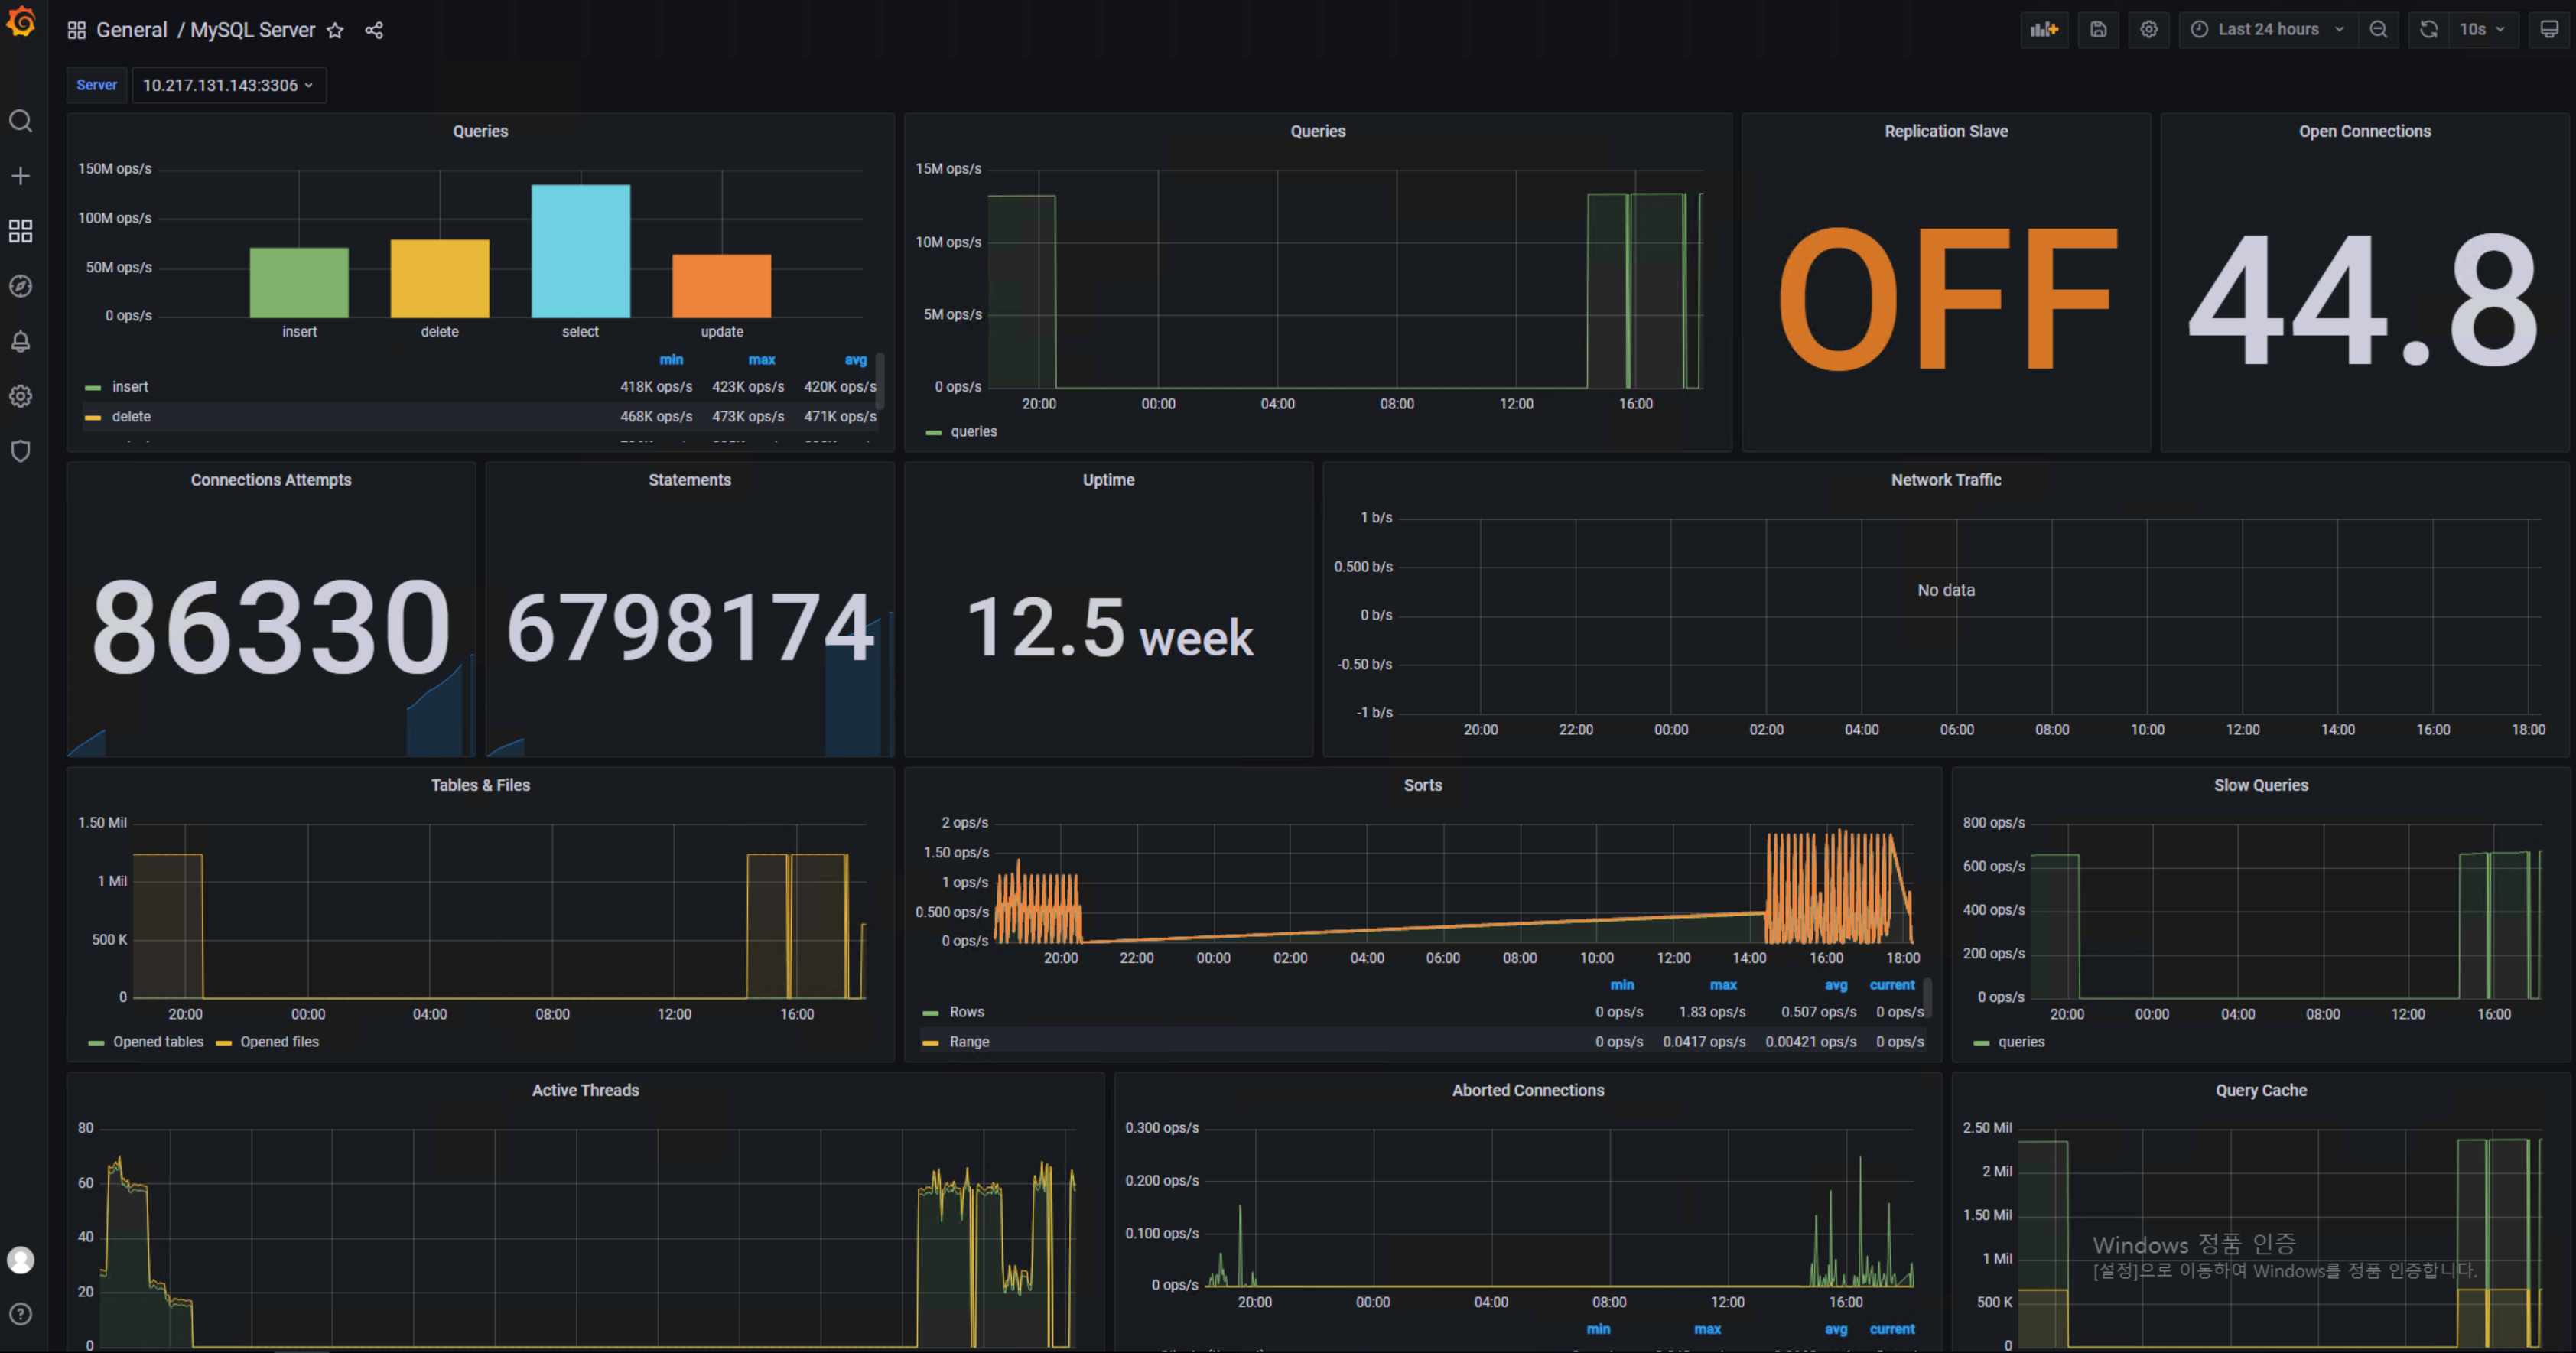 General / MySQL Server
Last 24 hours
10s
Server
10.217.131.143:3306
Queries
150M ops/s
100M ops/s
50M ops/s
0 ops/s
insert delete select update
min max avg
insert 418K ops/s 423K ops/s 420K ops/s
delete 468K ops/s 473K ops/s 471K ops/s
Queries
15M ops/s
10M ops/s
5M ops/s
0 ops/s
20:00 00:00 04:00 08:00 12:00 16:00
queries
Replication Slave
OFF
Open Connections
44.8
Connections Attempts
86330
Statements
6798174
Uptime
12.5 week
Network Traffic
1 b/s
0.500 b/s
No data
0 b/s
-0.50 b/s
-1 b/s
20:00 22:00 00:00 02:00 04:00 06:00 08:00 10:00 12:00 14:00 16:00 18:00
Tables & Files
1.50 Mil
1 Mil
500 K
0
20:00 00:00 04:00 08:00 12:00 16:00
Opened tables Opened files
Sorts
2 ops/s
1.50 ops/s
1 ops/s
0.500 ops/s
0 ops/s
20:00 22:00 00:00 02:00 04:00 06:00 08:00 10:00 12:00 14:00 16:00 18:00
min max avg current
Rows 0 ops/s 1.83 ops/s 0.507 ops/s 0 ops/s
Range 0 ops/s 0.0417 ops/s 0.00421 ops/s 0 ops/s
Slow Queries
800 ops/s
600 ops/s
400 ops/s
200 ops/s
0 ops/s
20:00 00:00 04:00 08:00 12:00 16:00
queries
Active Threads
80
60
40
20
0
Aborted Connections
0.300 ops/s
0.200 ops/s
0.100 ops/s
0 ops/s
20:00 00:00 04:00 08:00 12:00 16:00
min max avg current
Query Cache
2.50 Mil
2 Mil
1.50 Mil
1 Mil
500 K
0
Windows 정품 인증
[설정]으로 이동하여 Windows를 정품 인증합니다.